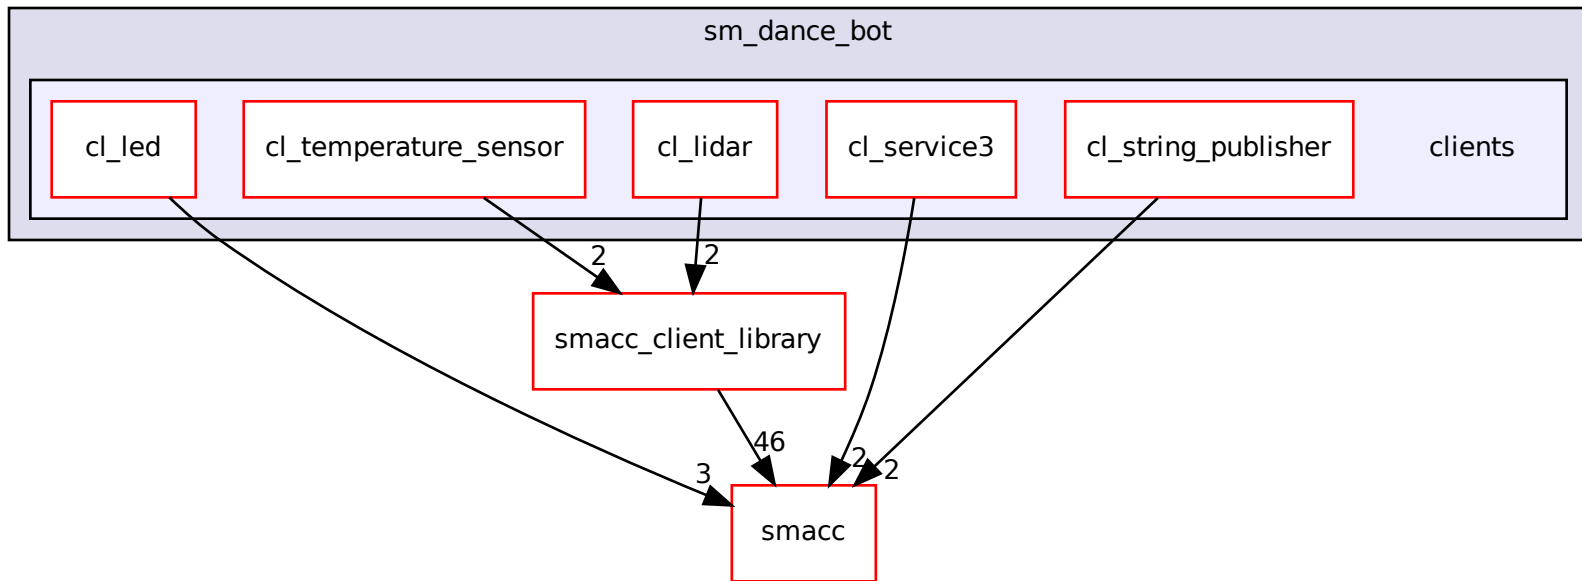 sm_dance_bot
cl_led
cl_temperature_sensor
cl_lidar
cl_service3
cl_string_publisher
clients
2
2
smacc_client_library
46
3
2
2
smacc